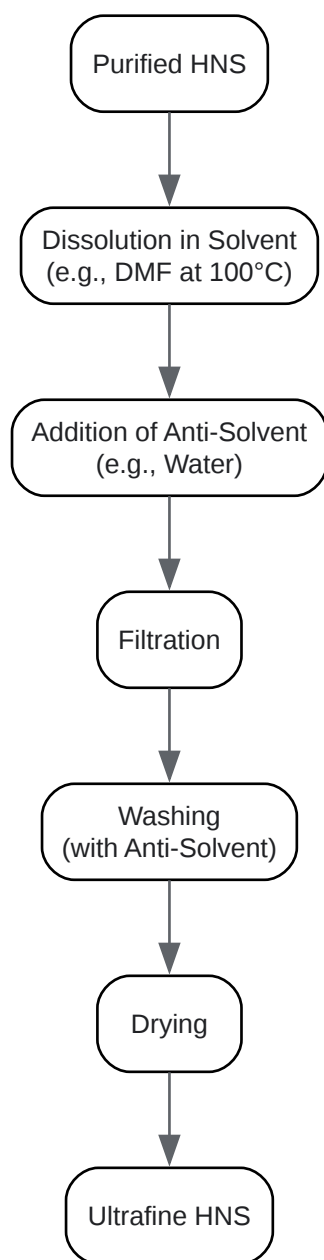 Purified HNS
Dissolution in Solvent
(e.g., DMF at 100°C)
Addition of Anti-Solvent
(e.g., Water)
Filtration
Washing
(with Anti-Solvent)
Drying
Ultrafine HNS